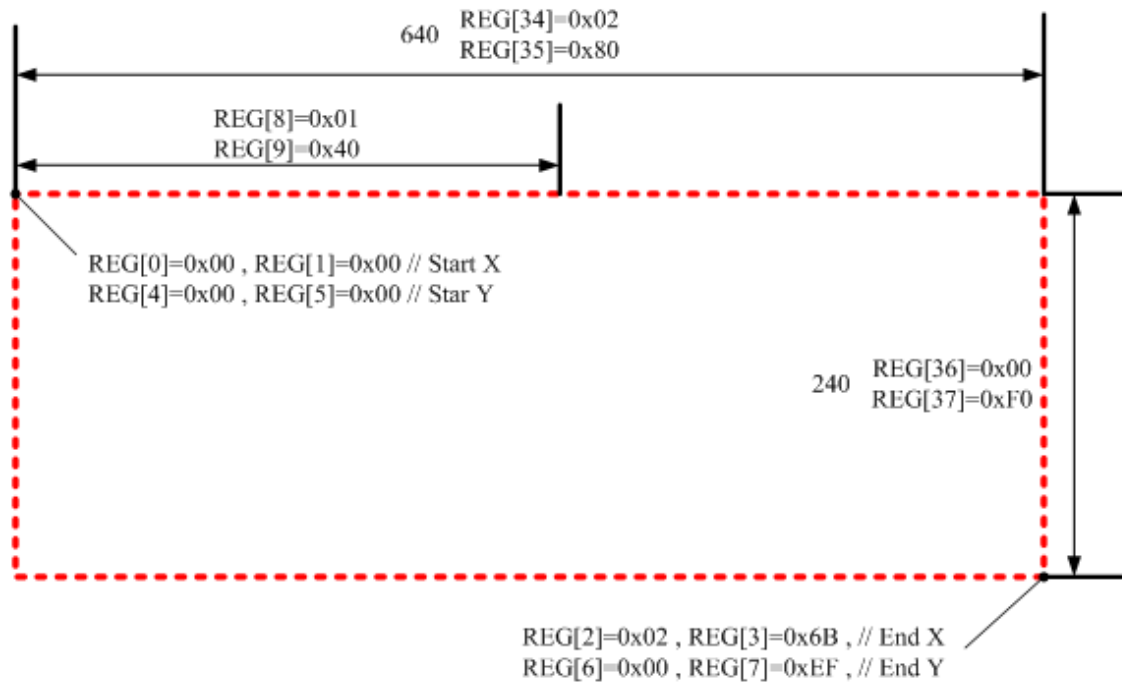 640
REG[34]=0x02
REG[35]=0x80
REG[8]=0x01
REG[9]=0x40
REG[0]=0x00 , REG[1]=0x00 // Start X
REG[4]=0x00 , REG[5]=0x00 // Star Y
240
REG[36]=0x00
REG[37]=0xF0
REG[2]=0x02 , REG[3]=0x6B , // End X
REG[6]=0x00 , REG[7]=0xEF , // End Y